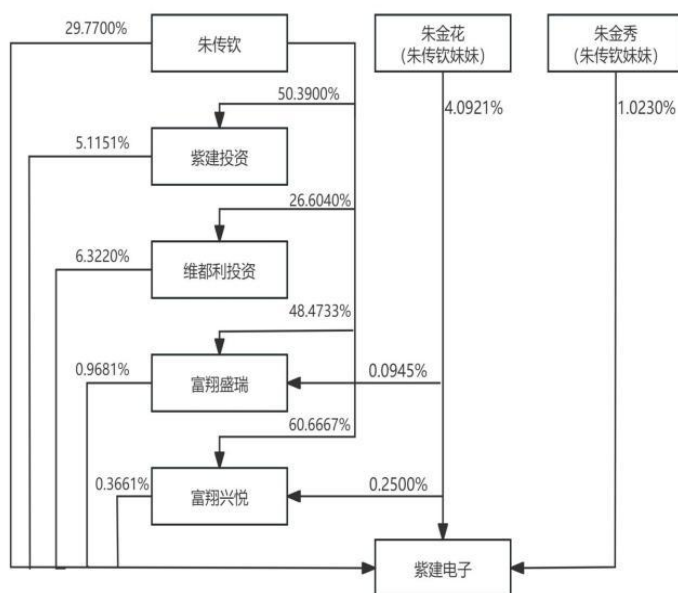 29.7700%
朱传钦
朱金花
(朱传钦妹妹)
朱金秀
(朱传钦妹妹)
50.3900%
4.0921%
1.0230%
5.1151%
紫建投资
26.6040%
6.3220%
维都利投资
48.4733%
0.9681%
富翔盛瑞
0.0945%
60.6667%
0.3661%
富翔兴悦
0.2500%
紫建电子